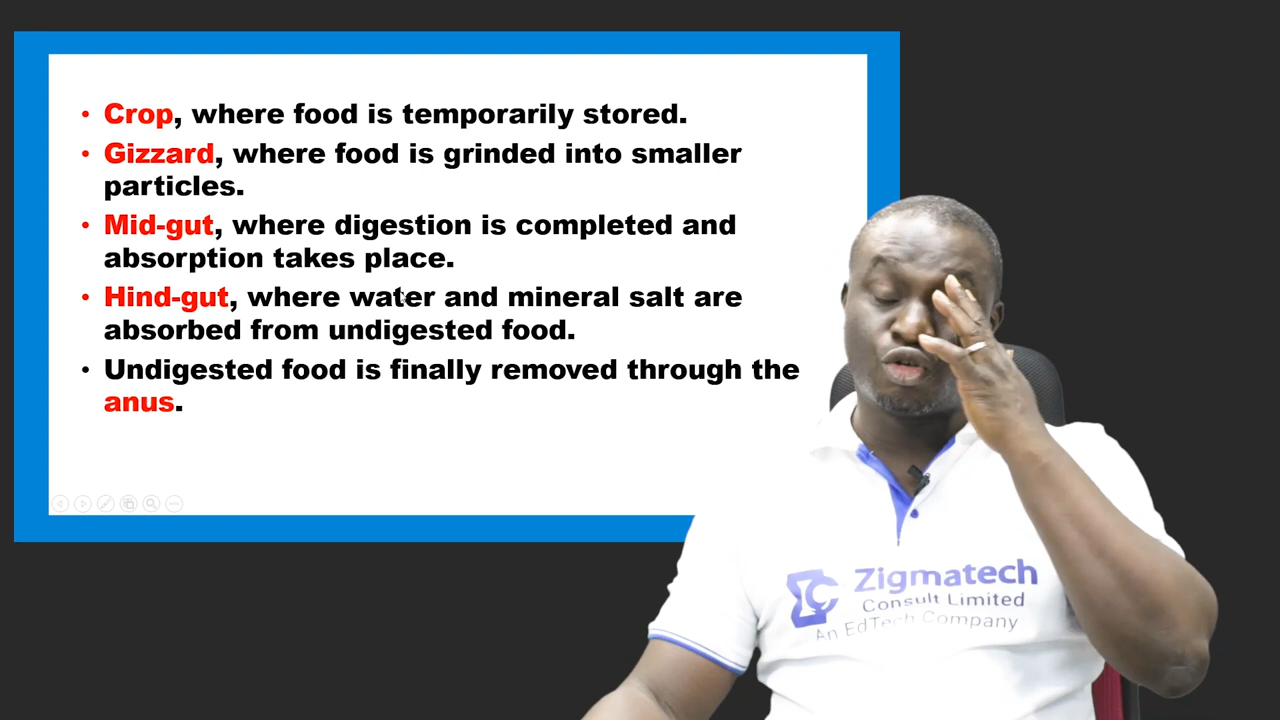 • Crop, where food is temporarily stored.
• Gizzard, where food is grinded into smaller
particles.
• Mid-gut, where digestion is completed and
absorption takes place.
• Hind-gut, where water and mineral salt are
absorbed from undigested food.
• Undigested food is finally removed through the
anus.
Zigmatech
Consult Limited
An EdTech Company